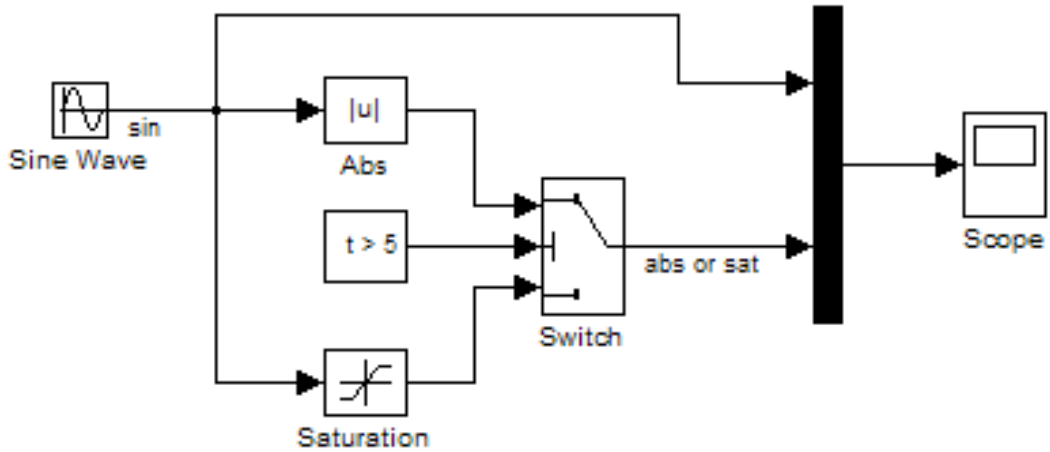 sin
Sine Wave
|u|
Abs
t > 5
abs or sat
Switch
Saturation
Scope